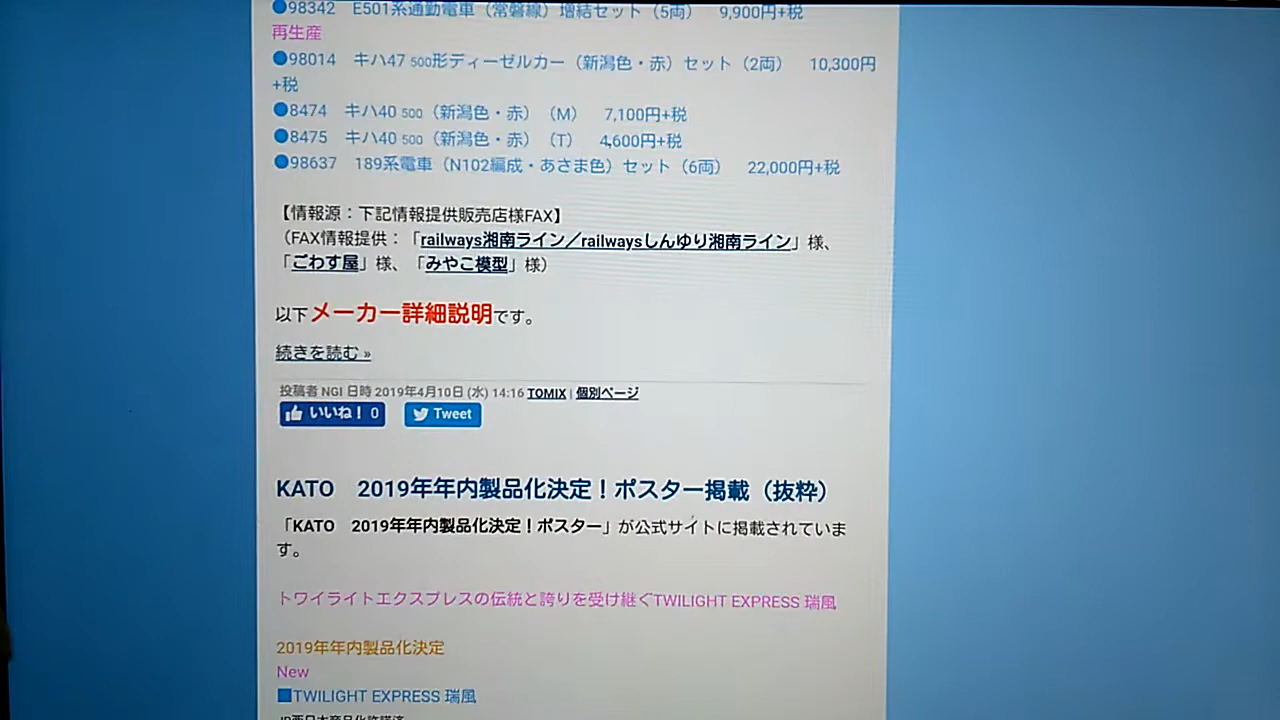 ●98342　E501系通勤電車（常磐線）増結セット（5両）　9,900円+税
再生産
●98014　キハ47 500形ディーゼルカー（新潟色・赤）セット（2両）　10,300円
+税
●8474　キハ40 500（新潟色・赤）（M）　7,100円+税
●8475　キハ40 500（新潟色・赤）（T）　4,600円+税
●98637　189系電車（N102編成・あさま色）セット（6両）　22,000円+税
【情報源：下記情報提供販売店様FAX】
（FAX情報提供：「railways湘南ライン／railwaysしんゆり湘南ライン」様、
「ごわす屋」様、「みやこ模型」様）
以下メーカー詳細説明です。
続きを読む »
投稿者 NGI 日時 2019年4月10日 (水) 14:16 TOMIX | 個別ページ
いいね！ 0　Tweet
KATO　2019年年内製品化決定！ポスター掲載（抜粋）
「KATO　2019年年内製品化決定！ポスター」が公式サイトに掲載されていま
す。
トワイライトエクスプレスの伝統と誇りを受け継ぐTWILIGHT EXPRESS 瑞風
2019年年内製品化決定
New
■TWILIGHT EXPRESS 瑞風